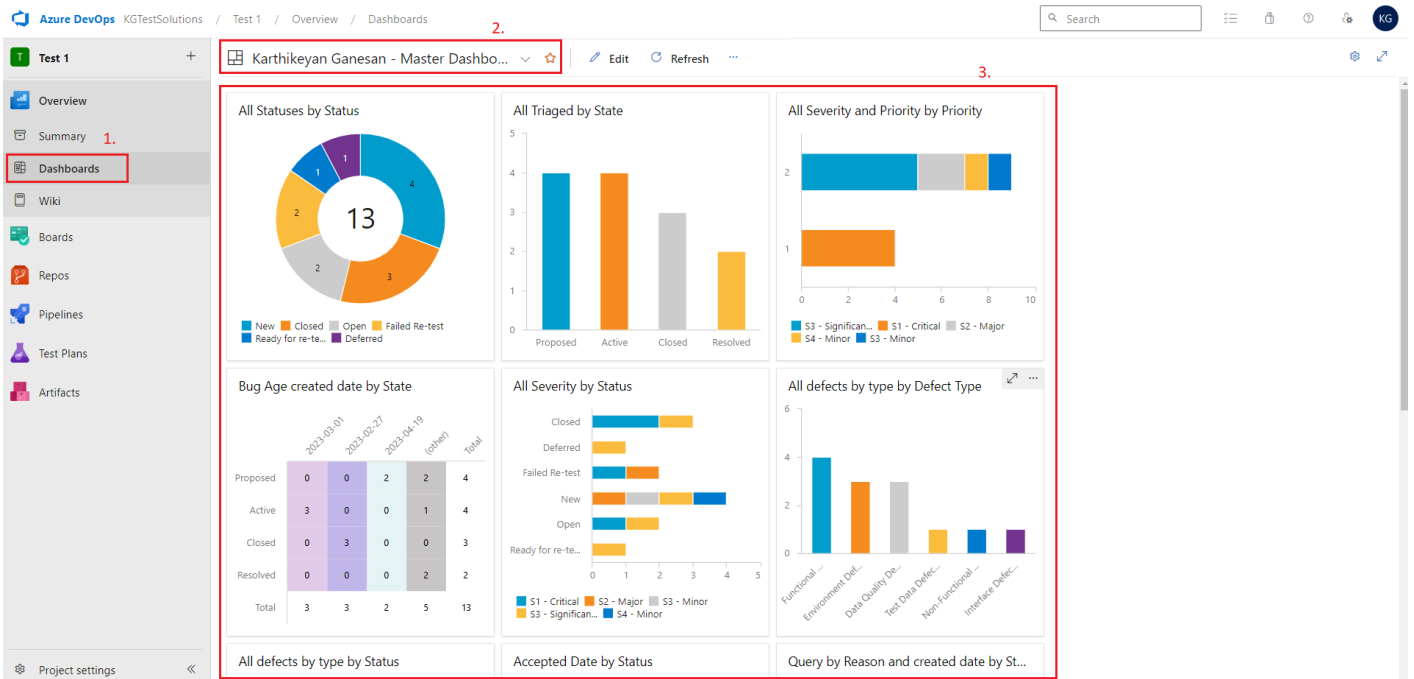 Azure DevOps KGTestSolutions / Test 1 / Overview / Dashboards
Search
KG
T Test 1 +
Overview
Summary
1.
Dashboards
Wiki
Boards
Repos
Pipelines
Test Plans
Artifacts
Project settings
2.
Karthikeyan Ganesan - Master Dashbo...
Edit Refresh ...
3.
All Statuses by Status
4
3
2
2
1
1
13
New Closed Open Failed Re-test
Ready for re-te... Deferred
All Triaged by State
5
4
3
2
1
0
Proposed Active Closed Resolved
All Severity and Priority by Priority
2
1
0 2 4 6 8 10
S3 - Significan... S1 - Critical S2 - Major
S4 - Minor S3 - Minor
Bug Age created date by State
2023-03-01 2023-02-27 2023-04-19 (other) Total
Proposed 0 0 2 2 4
Active 3 0 0 1 4
Closed 0 3 0 0 3
Resolved 0 0 0 2 2
Total 3 3 2 5 13
All Severity by Status
Closed
Deferred
Failed Re-test
New
Open
Ready for re-te...
0 1 2 3 4 5
S1 - Critical S2 - Major S3 - Minor
S3 - Significan... S4 - Minor
All defects by type by Defect Type
...
6
4
2
0
Functional ... Environment Def... Data Quality De... Test Data Defec... Non-Functional ... Interface Defec...
All defects by type by Status
Accepted Date by Status
Query by Reason and created date by St...